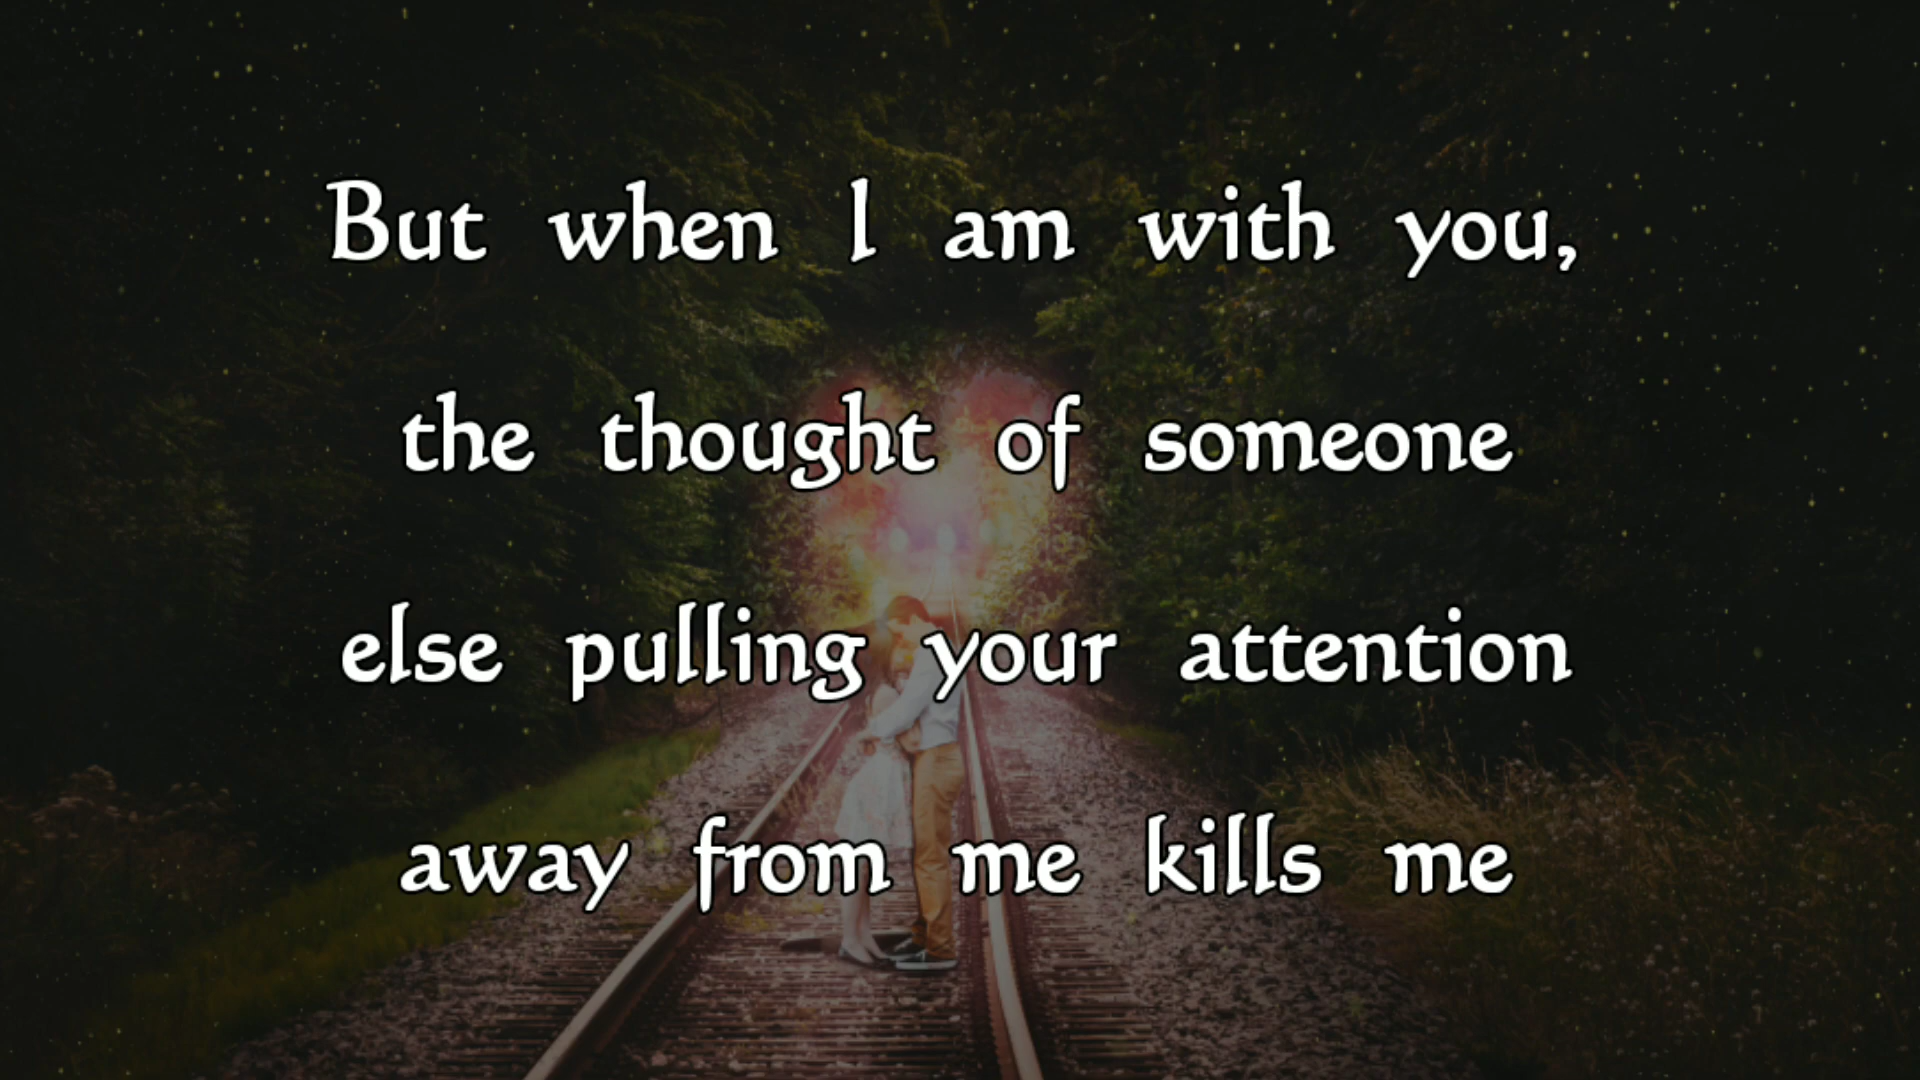 But when I am with you,
the thought of someone
else pulling your attention
away from me kills me